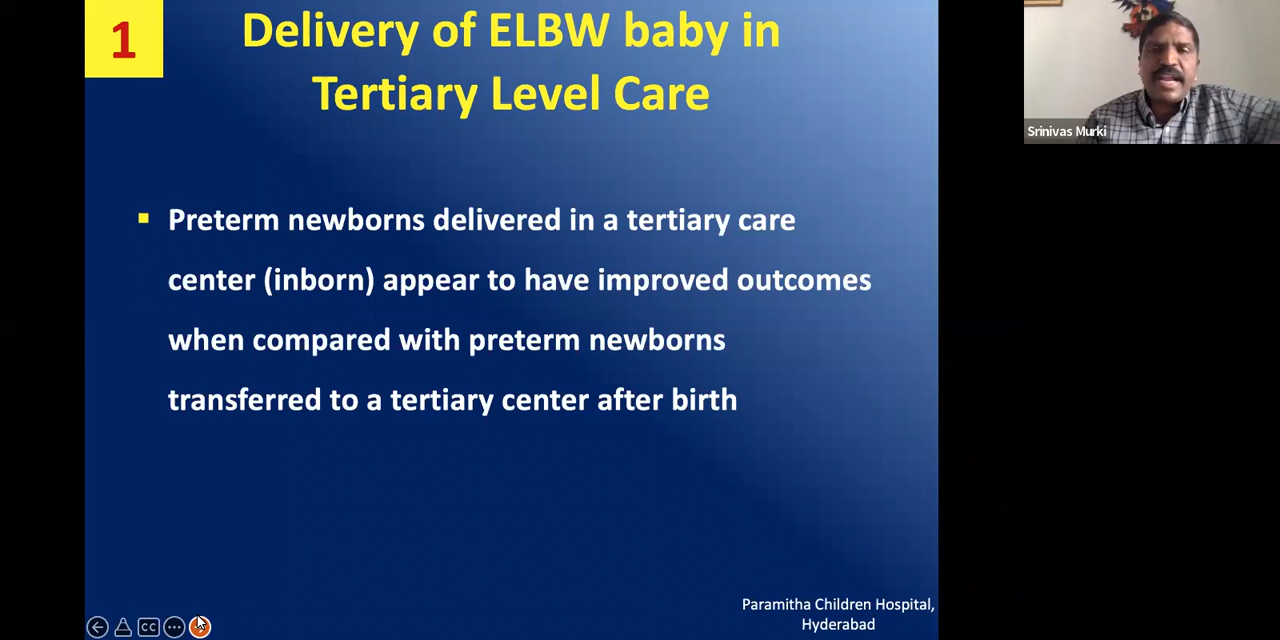 1
Delivery of ELBW baby in
Tertiary Level Care
Srinivas Murki
▪ Preterm newborns delivered in a tertiary care
center (inborn) appear to have improved outcomes
when compared with preterm newborns
transferred to a tertiary center after birth
Paramitha Children Hospital,
Hyderabad
CC